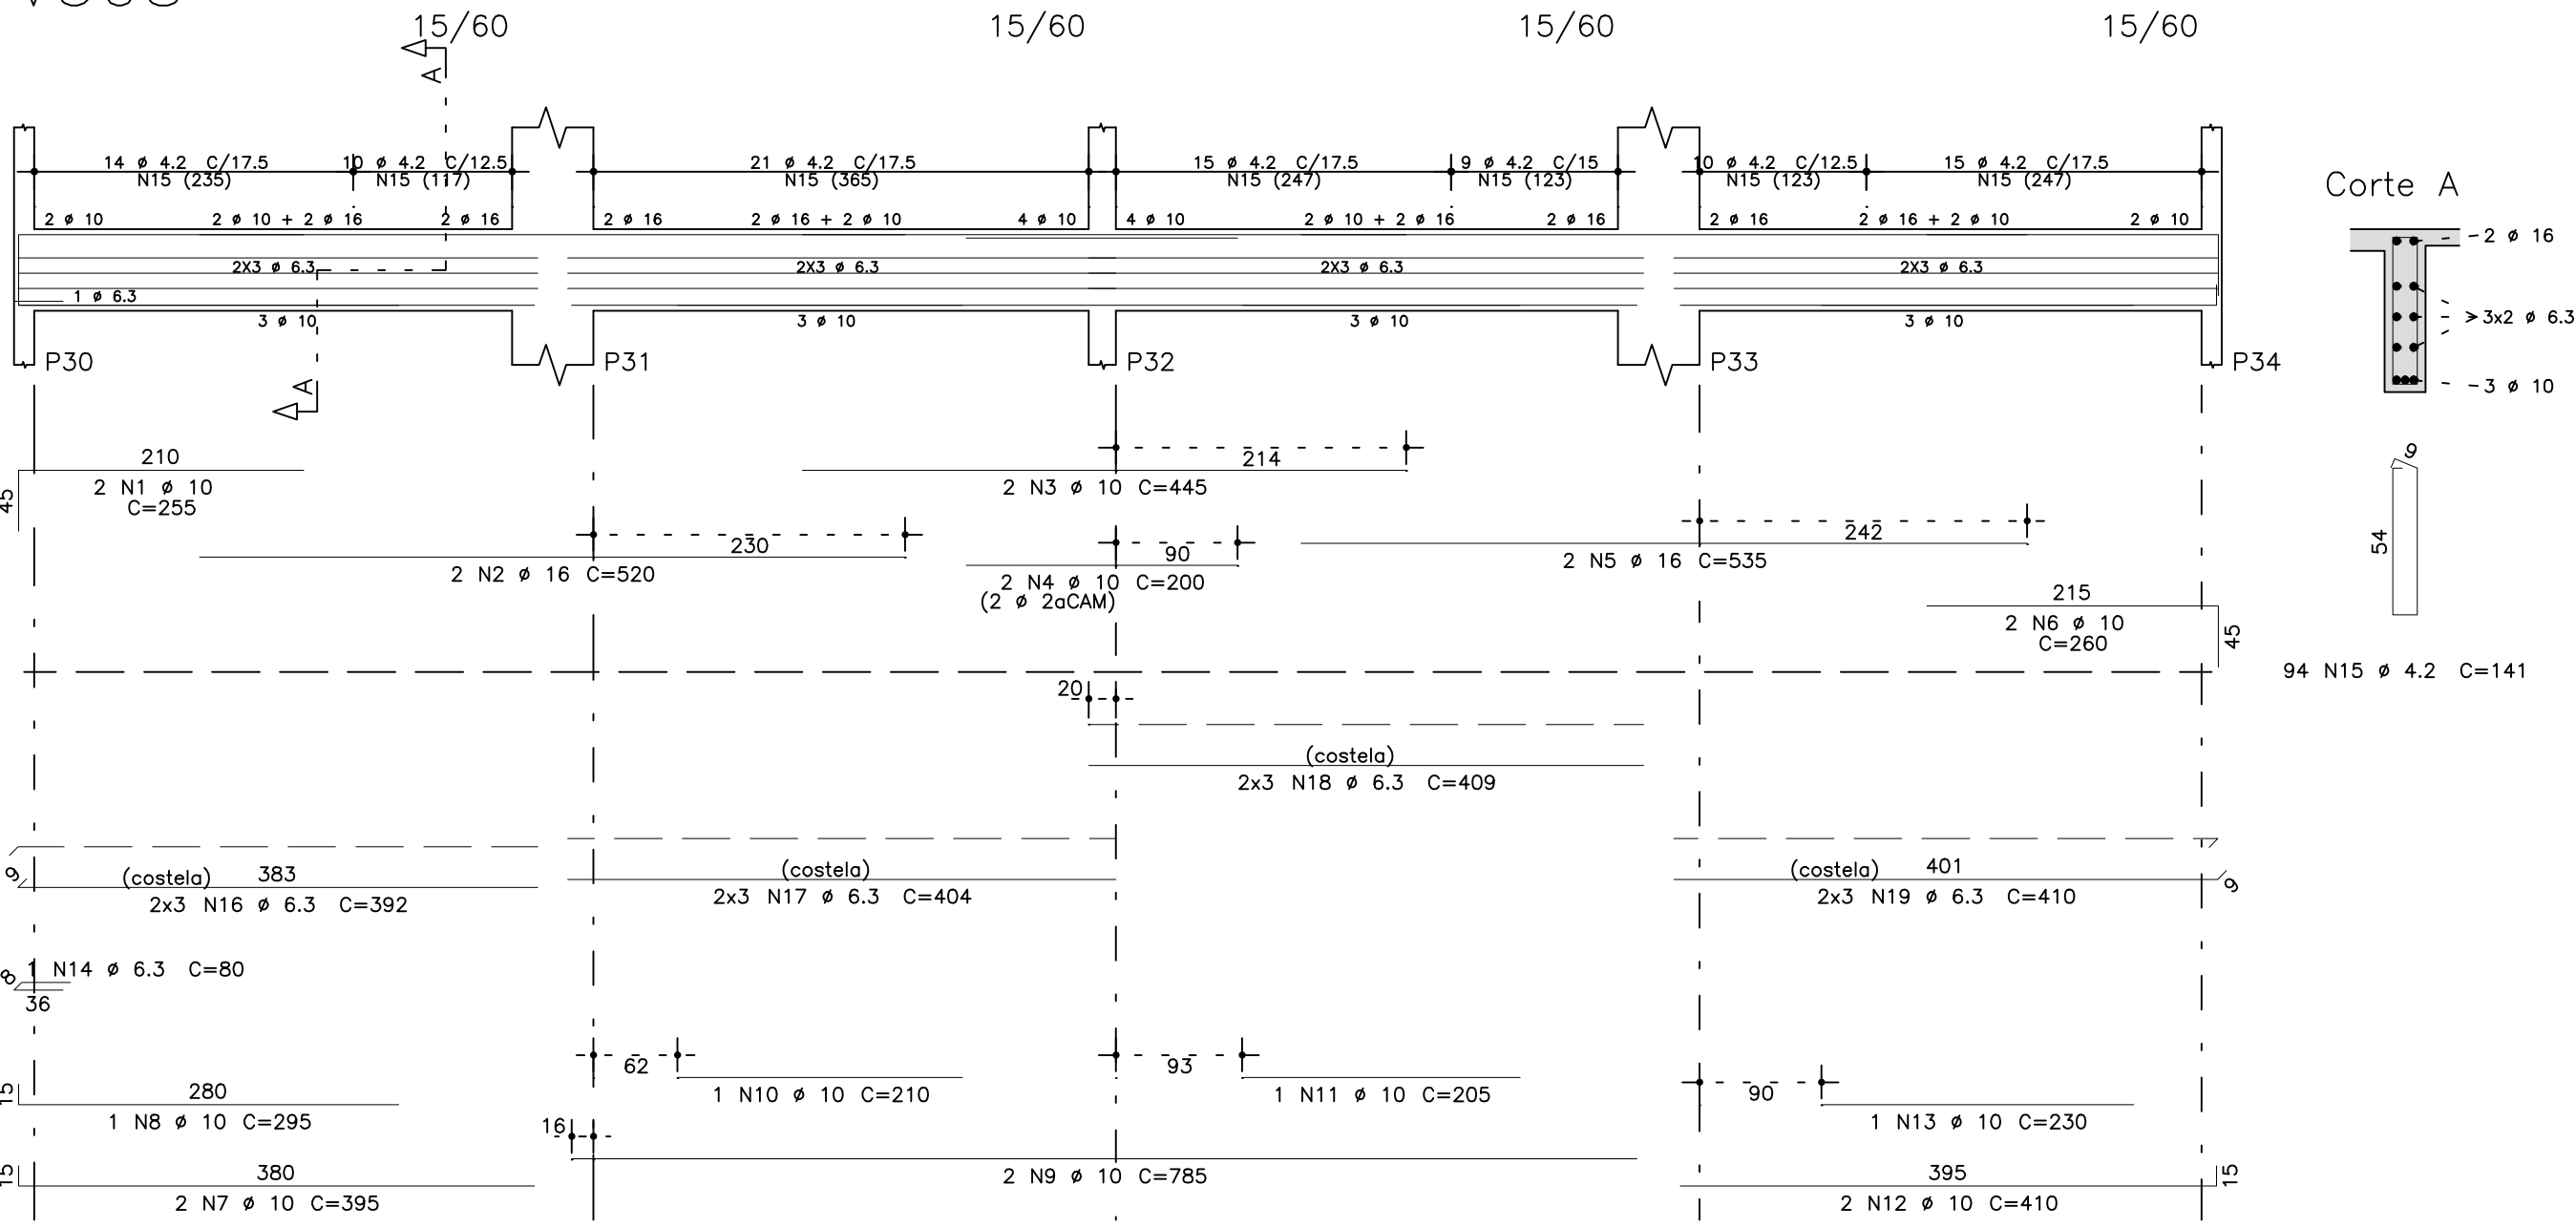 15/60 15/60 15/60 15/60
A
14 ø 4.2 C/17.5 10 ø 4.2 C/12.5 21 ø 4.2 C/17.5 15 ø 4.2 C/17.5 9 ø 4.2 C/15 10 ø 4.2 C/12.5 15 ø 4.2 C/17.5
N15 (235) N15 (117) N15 (365) N15 (247) N15 (123) N15 (123) N15 (247)
Corte A
2 ø 10 2 ø 10 + 2 ø 16 2 ø 16 2 ø 16 2 ø 16 + 2 ø 10 4 ø 10 4 ø 10 2 ø 10 + 2 ø 16 2 ø 16 2 ø 16 2 ø 16 + 2 ø 10 2 ø 10
2 ø 16
2X3 ø 6.3 2X3 ø 6.3 2X3 ø 6.3 2X3 ø 6.3
1 ø 6.3
3 ø 10 3 ø 10 3 ø 10 3 ø 10
3x2 ø 6.3
P30 P31 P32 P33 P34
A
3 ø 10
210
45
2 N1 ø 10
C=255
214
2 N3 ø 10 C=445
9
54
230
2 N2 ø 16 C=520
90
2 N4 ø 10 C=200
(2 ø 2aCAM)
242
2 N5 ø 16 C=535
215
2 N6 ø 10
C=260
45
94 N15 ø 4.2 C=141
20
(costela)
2x3 N18 ø 6.3 C=409
9
(costela) 383
2x3 N16 ø 6.3 C=392
(costela)
2x3 N17 ø 6.3 C=404
(costela) 401
2x3 N19 ø 6.3 C=410
9
8
1 N14 ø 6.3 C=80
36
62
1 N10 ø 10 C=210
93
1 N11 ø 10 C=205
90
1 N13 ø 10 C=230
15
280
1 N8 ø 10 C=295
16
2 N9 ø 10 C=785
15
380
2 N7 ø 10 C=395
395
15
2 N12 ø 10 C=410